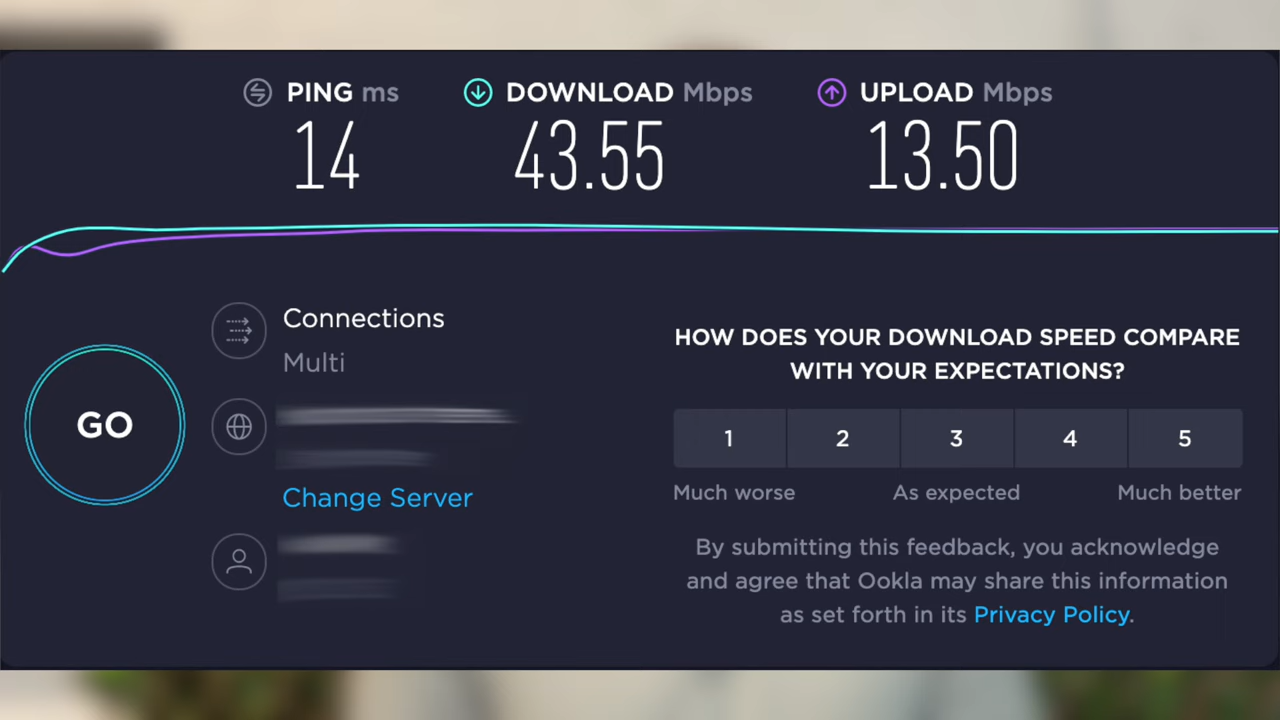 PING ms
14
DOWNLOAD Mbps
43.55
UPLOAD Mbps
13.50
GO
Connections
Multi
Change Server
HOW DOES YOUR DOWNLOAD SPEED COMPARE
WITH YOUR EXPECTATIONS?
1
2
3
4
5
Much worse
As expected
Much better
By submitting this feedback, you acknowledge
and agree that Ookla may share this information
as set forth in its Privacy Policy.